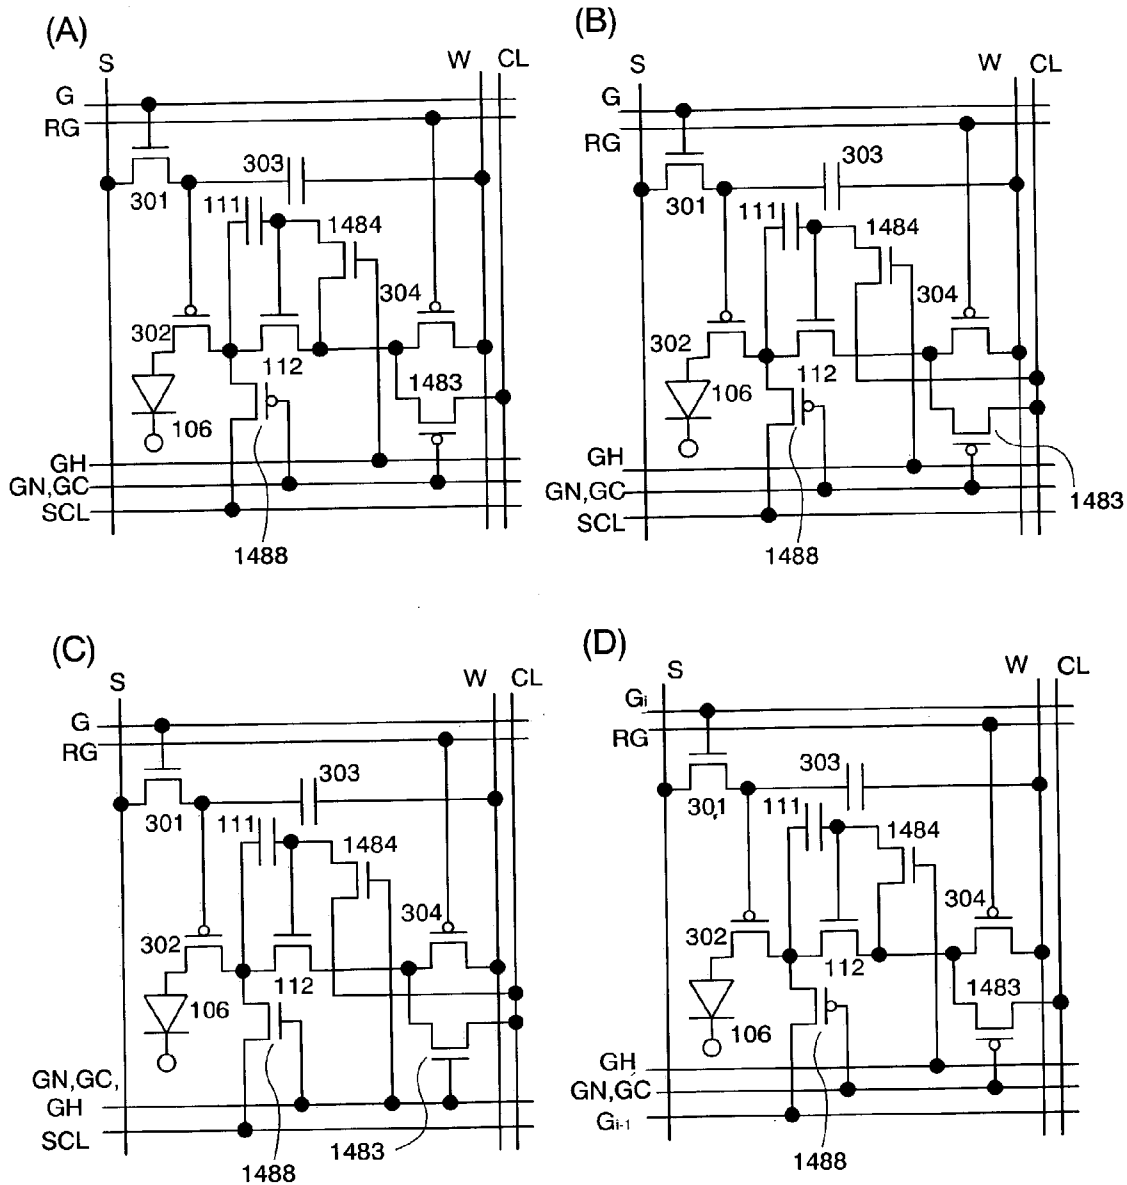 (A)
S
W
CL
G
RG
303
301
111
1484
304
302
112
1483
106
GH
GN,GC
SCL
1488
(B)
S
W
CL
G
RG
303
301
111
1484
304
302
112
106
GH
GN,GC
1483
SCL
1488
(C)
S
W
CL
G
RG
303
301
111
1484
304
302
112
106
GN,GC,
GH
SCL
1483
1488
(D)
S
W
CL
Gi
RG
303
301
111
1484
304
302
112
1483
106
GH
GN,GC
Gi-1
1488